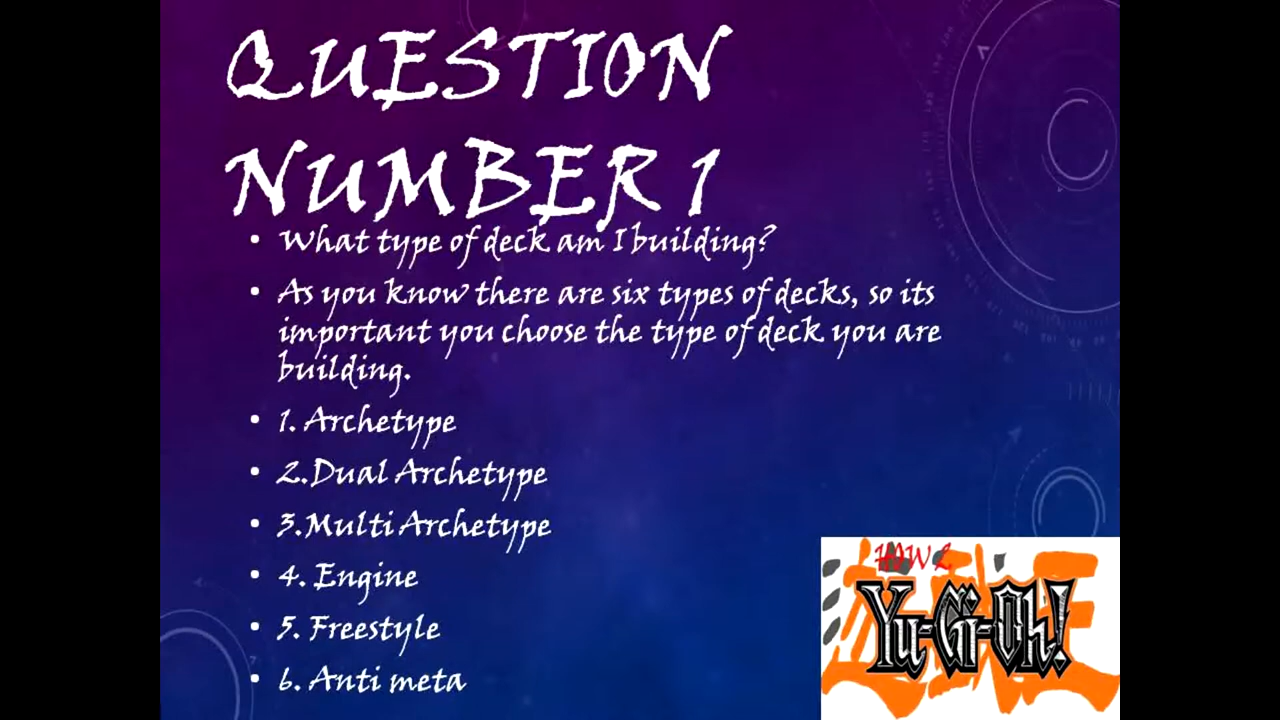 QUESTION
NUMBER 1
• What type of deck am I building?
• As you know there are six types of decks, so its
important you choose the type of deck you are
building.
• 1. Archetype
• 2.Dual Archetype
• 3.Multi Archetype
• 4. Engine
• 5. Freestyle
• 6. Anti meta
HOW 2
Yu-Gi-Oh!